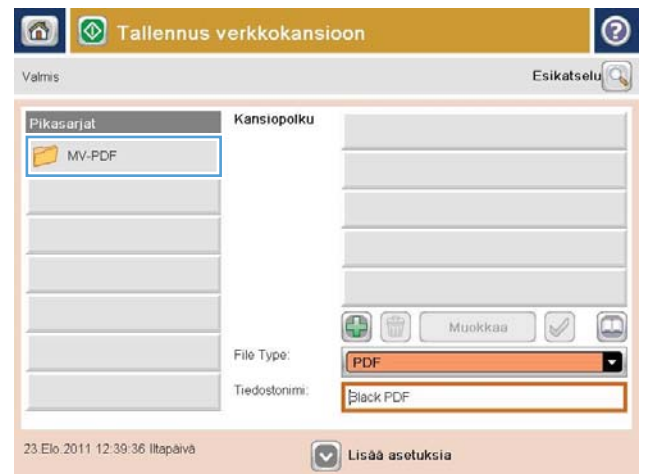 Tallennus verkkokansioon
Valmis
Esikatselu
Pikasarjat
MV-PDF
Kansiopolku
Muokkaa
File Type:
PDF
Tiedostonimi:
Black PDF
23.Elo.2011 12:39:36 Iltapäivä
Lisää asetuksia